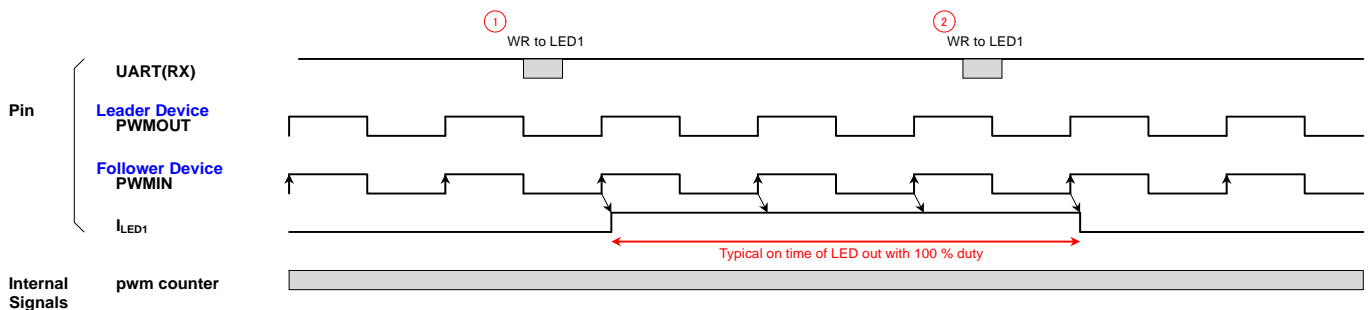 1
WR to LED1
2
WR to LED1
UART(RX)
Pin
Leader Device
PWMOUT
Follower Device
PWMIN
ILED1
Typical on time of LED out with 100 % duty
Internal
Signals
pwm counter